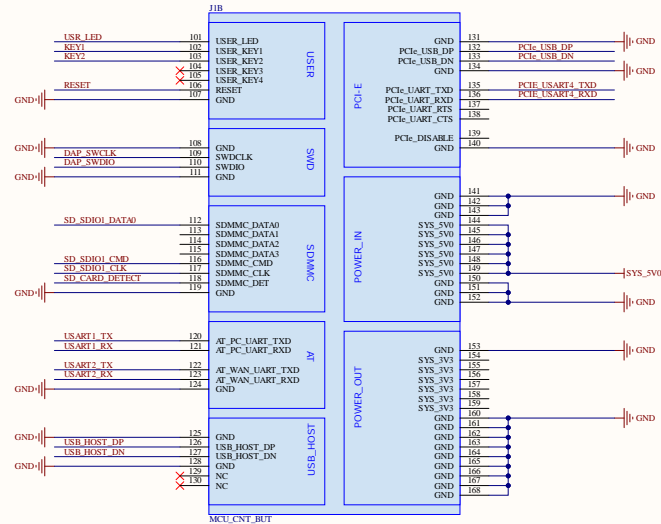 J1B
USR_LED 101 USER_LED
KEY1 102 USER_KEY1
KEY2 103 USER_KEY2
104 USER_KEY3
105 USER_KEY4
RESET 106 RESET
GND 107 GND
USER
GND 108 GND
DAP_SWCLK 109 SWDCLK
DAP_SWDIO 110 SWDIO
GND 111 GND
SWD
SD_SDIO1_DATA0 112 SDMMC_DATA0
113 SDMMC_DATA1
114 SDMMC_DATA2
115 SDMMC_DATA3
SD_SDIO1_CMD 116 SDMMC_CMD
SD_SDIO1_CLK 117 SDMMC_CLK
SD_CARD_DETECT 118 SDMMC_DET
GND 119 GND
SDMMC
USART1_TX 120 AT_PC_UART_TXD
USART1_RX 121 AT_PC_UART_RXD
USART2_TX 122 AT_WAN_UART_TXD
USART2_RX 123 AT_WAN_UART_RXD
GND 124 GND
AT
GND 125 GND
USB_HOST_DP 126 USB_HOST_DP
USB_HOST_DN 127 USB_HOST_DN
GND 128 GND
129 NC
130 NC
USB_HOST
PCI-E
GND 131 GND
PCIe_USB_DP 132 PCIe_USB_DP
PCIe_USB_DN 133 PCIe_USB_DN
GND 134 GND
PCIe_UART_TXD 135 PCIE_USART4_TXD
PCIe_UART_RXD 136 PCIE_USART4_RXD
PCIe_UART_RTS 137
PCIe_UART_CTS 138
PCIe_DISABLE 139
GND 140 GND
POWER_IN
GND 141 GND
GND 142
GND 143
SYS_5V0 144
SYS_5V0 145
SYS_5V0 146
SYS_5V0 147
SYS_5V0 148
SYS_5V0 149 SYS_5V0
GND 150
GND 151
GND 152 GND
POWER_OUT
GND 153 GND
SYS_3V3 154
SYS_3V3 155
SYS_3V3 156
SYS_3V3 157
SYS_3V3 158
SYS_3V3 159
GND 160 GND
GND 161
GND 162
GND 163
GND 164
GND 165
GND 166
GND 167
GND 168
MCU_CNT_BUT